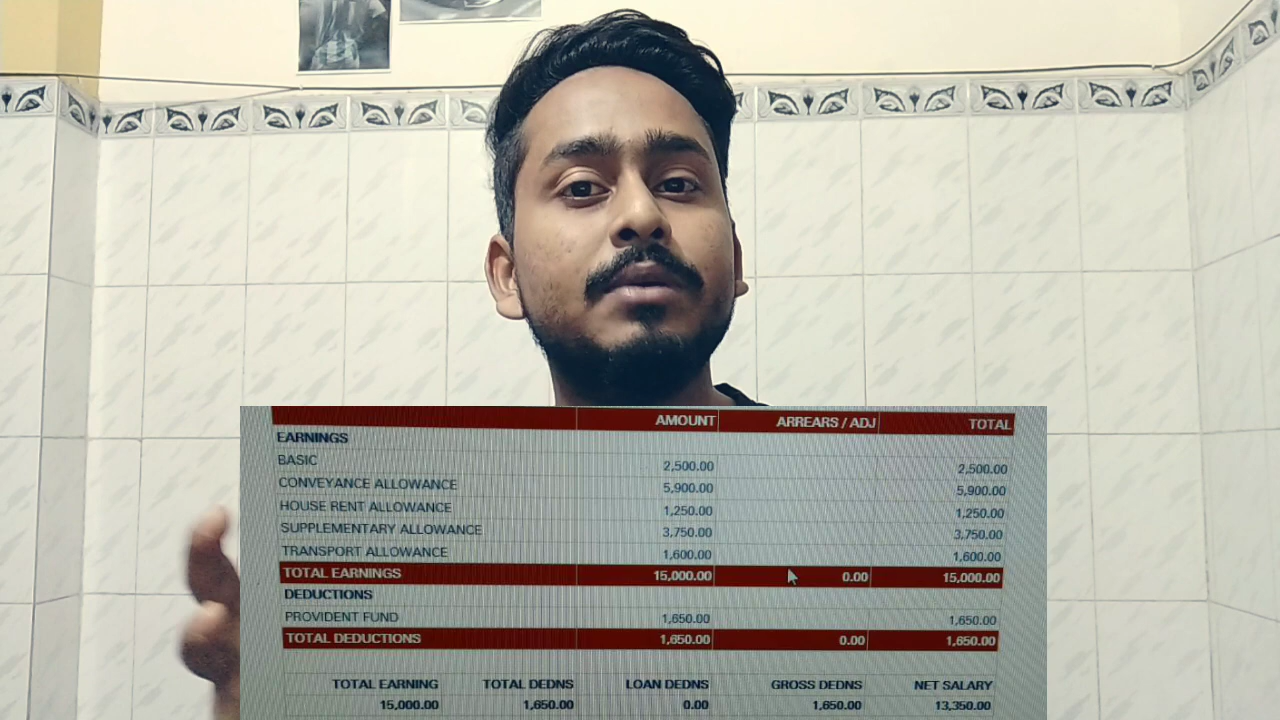 AMOUNT ARREARS / ADJ TOTAL
EARNINGS
BASIC 2,500.00 2,500.00
CONVEYANCE ALLOWANCE 5,900.00 5,900.00
HOUSE RENT ALLOWANCE 1,250.00 1,250.00
SUPPLEMENTARY ALLOWANCE 3,750.00 3,750.00
TRANSPORT ALLOWANCE 1,600.00 1,600.00
TOTAL EARNINGS 15,000.00 0.00 15,000.00
DEDUCTIONS
PROVIDENT FUND 1,650.00 1,650.00
TOTAL DEDUCTIONS 1,650.00 0.00 1,650.00
TOTAL EARNING TOTAL DEDNS LOAN DEDNS GROSS DEDNS NET SALARY
15,000.00 1,650.00 0.00 1,650.00 13,350.00